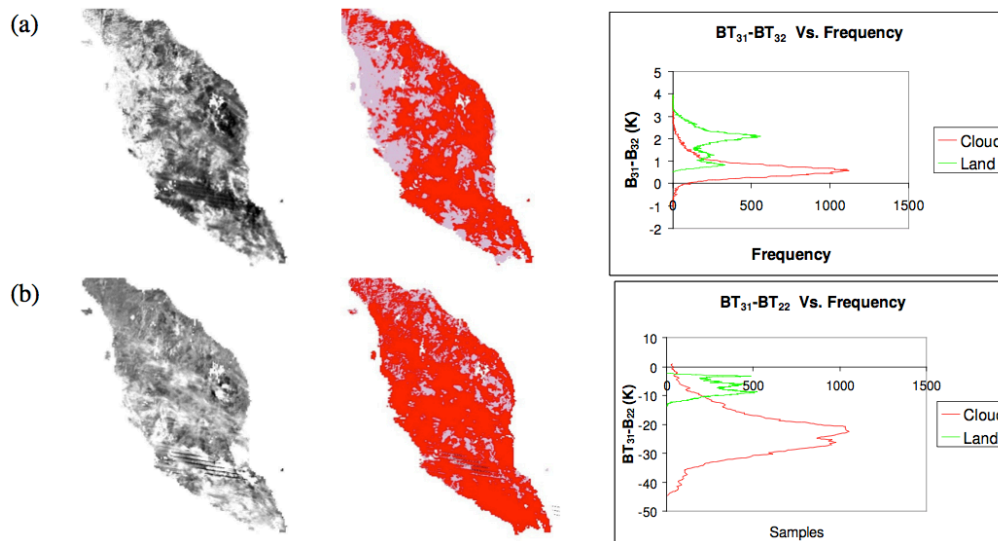 (a)
BT31-BT32 Vs. Frequency
B31-B32 (K)
5
4
3
2
1
0
-1
-2
0 500 1000 1500
Frequency
Cloud
Land
(b)
BT31-BT22 Vs. Frequency
BT31-B22 (K)
10
0
-10
-20
-30
-40
-50
0 500 1000 1500
Samples
Cloud
Land